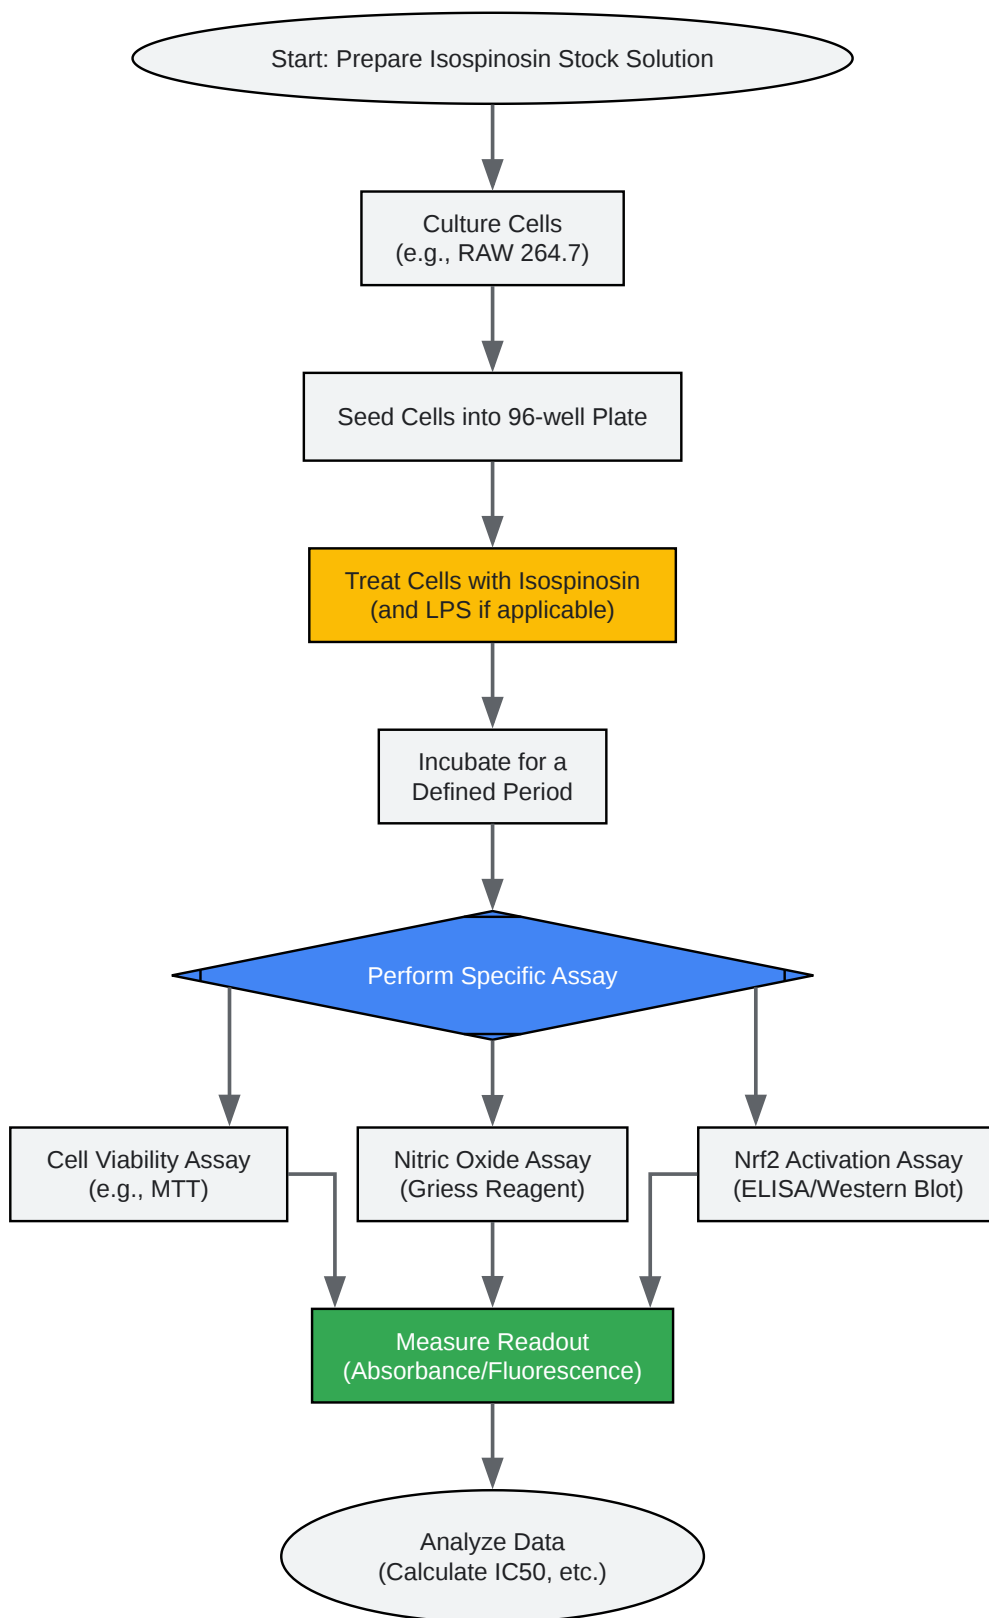 Start: Prepare Isospinosin Stock Solution
Culture Cells
(e.g., RAW 264.7)
Seed Cells into 96-well Plate
Treat Cells with Isospinosin
(and LPS if applicable)
Incubate for a
Defined Period
Perform Specific Assay
Cell Viability Assay
(e.g., MTT)
Nitric Oxide Assay
(Griess Reagent)
Nrf2 Activation Assay
(ELISA/Western Blot)
Measure Readout
(Absorbance/Fluorescence)
Analyze Data
(Calculate IC50, etc.)